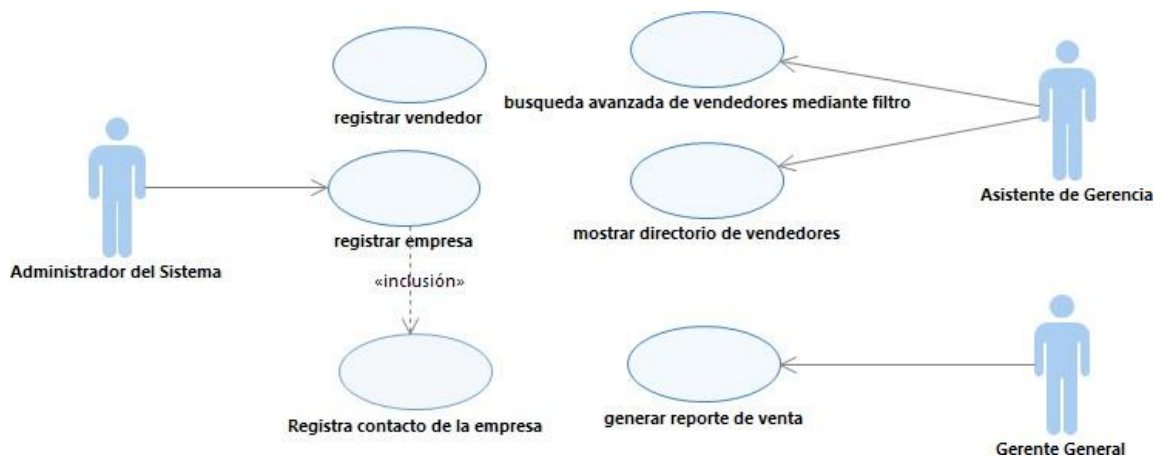 registrar vendedor
busqueda avanzada de vendedores mediante filtro
Asistente de Gerencia
registrar empresa
mostrar directorio de vendedores
Administrador del Sistema
«inclusión»
Registra contacto de la empresa
generar reporte de venta
Gerente General